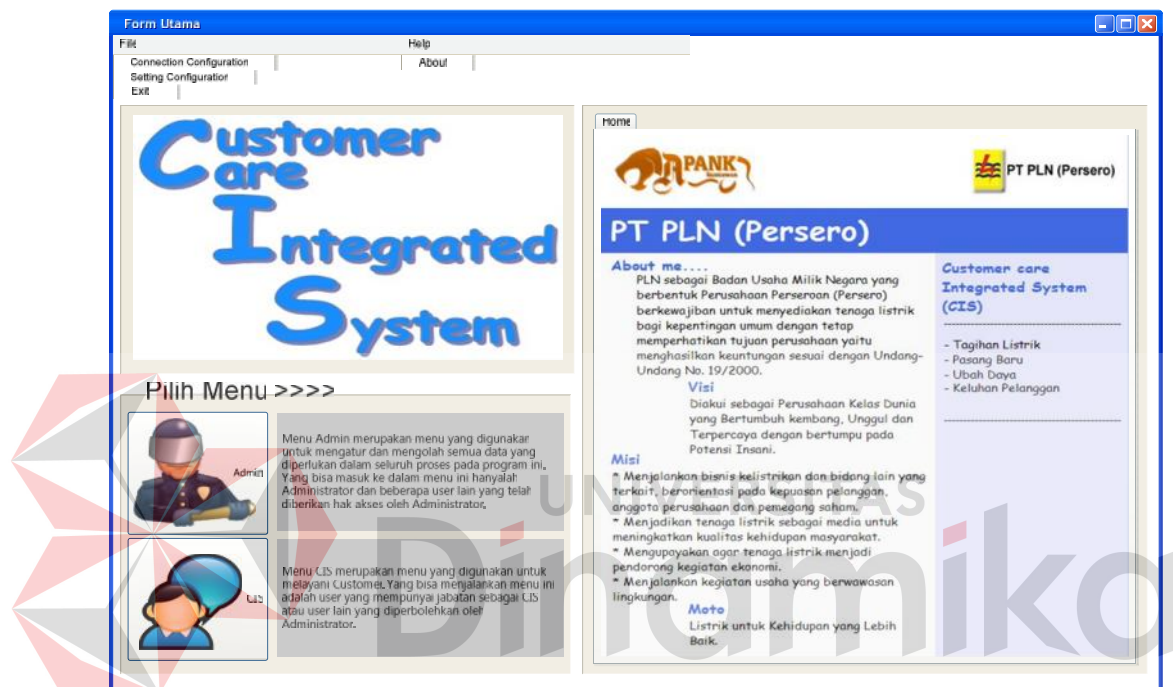 Form Utama
File
Help
Connection Configuration
About
Setting Configuration
Exit
Customer
Care
Integrated
System
Pilih Menu >>>>
Admin
Menu Admin merupakan menu yang digunakan
untuk mengatur dan mengolah semua data yang
diperlukan dalam seluruh proses pada program ini.
Yang bisa masuk ke dalam menu ini hanyalah
Administrator dan beberapa user lain yang telah
diberikan hak akses oleh Administrator.
CIS
Menu CIS merupakan menu yang digunakan untuk
melayani Customer. Yang bisa menjalankan menu ini
adalah user yang mempunyai jabatan sebagai CIS
atau user lain yang diperbolehkan oleh
Administrator.
Home
APANK
PT PLN (Persero)
PT PLN (Persero)
About me....
PLN sebagai Badan Usaha Milik Negara yang
berbentuk Perusahaan Perseroan (Persero)
berkewajiban untuk menyediakan tenaga listrik
bagi kepentingan umum dengan tetap
memperhatikan tujuan perusahaan yaitu
menghasilkan keuntungan sesuai dengan Undang-
Undang No. 19/2000.
Visi
Diakui sebagai Perusahaan Kelas Dunia
yang Bertumbuh kembang, Unggul dan
Terpercaya dengan bertumpu pada
Potensi Insani.
Misi
* Menjalankan bisnis kelistrikan dan bidang lain yang
terkait, berorientasi pada kepuasan pelanggan,
anggota perusahaan dan pemegang saham.
* Menjadikan tenaga listrik sebagai media untuk
meningkatkan kualitas kehidupan masyarakat.
* Mengupayakan agar tenaga listrik menjadi
pendorong kegiatan ekonomi.
* Menjalankan kegiatan usaha yang berwawasan
lingkungan.
Moto
Listrik untuk Kehidupan yang Lebih
Baik.
Customer care
Integrated System
(CIS)
- Tagihan Listrik
- Pasang Baru
- Ubah Daya
- Keluhan Pelanggan
UNIVERSITAS
Dinamika